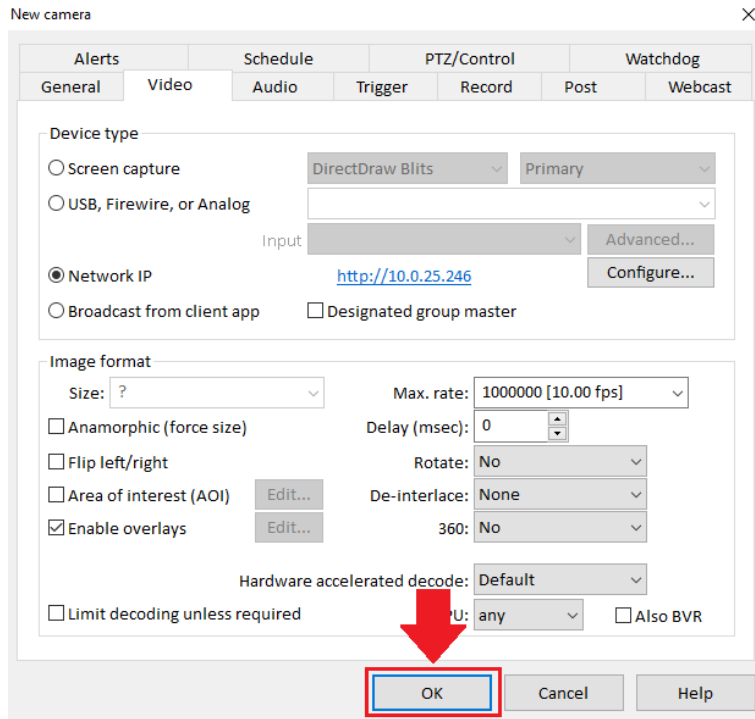 New camera
Alerts Schedule PTZ/Control Watchdog
General Video Audio Trigger Record Post Webcast
Device type
Screen capture DirectDraw Blits Primary
USB, Firewire, or Analog
Input Advanced...
Network IP http://10.0.25.246 Configure...
Broadcast from client app Designated group master
Image format
Size: ? Max. rate: 1000000 [10.00 fps]
Anamorphic (force size) Delay (msec): 0
Flip left/right Rotate: No
Area of interest (AOI) Edit... De-interlace: None
Enable overlays Edit... 360: No
Hardware accelerated decode: Default
Limit decoding unless required PU: any Also BVR
OK Cancel Help